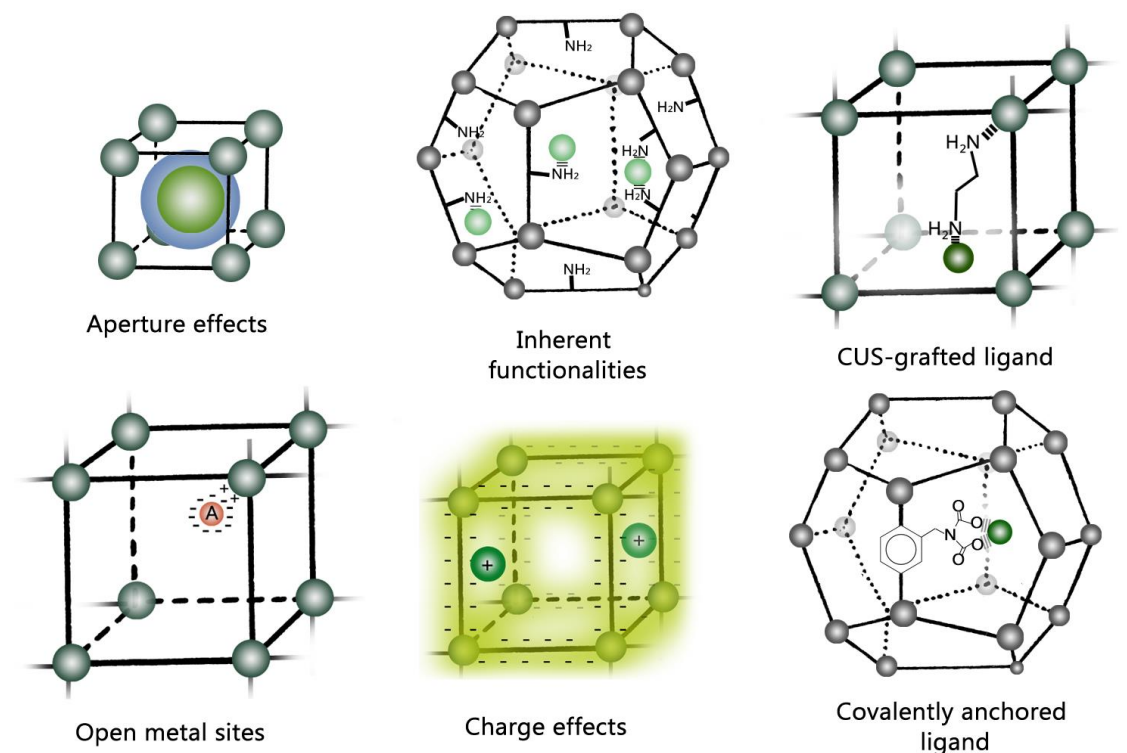 NH₂
NH₂
H₂N
H₂N
H₂N
NH₂
NH₂
NH₂
H₂N
H₂N
Aperture effects
Inherent
functionalities
CUS-grafted ligand
A
+
+
Open metal sites
Charge effects
O
O
N
O
O
Covalently anchored
ligand